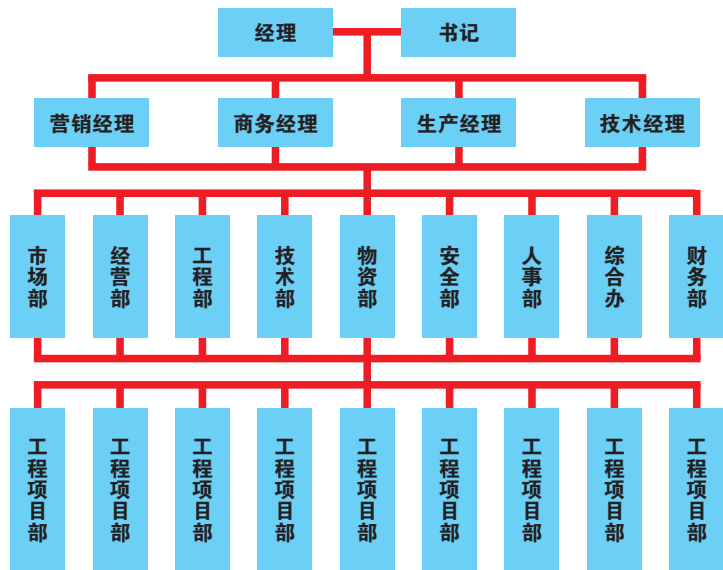 经理
书记
营销经理
商务经理
生产经理
技术经理
市场部
经营部
工程部
技术部
物资部
安全部
人事部
综合办
财务部
工程项目部
工程项目部
工程项目部
工程项目部
工程项目部
工程项目部
工程项目部
工程项目部
工程项目部